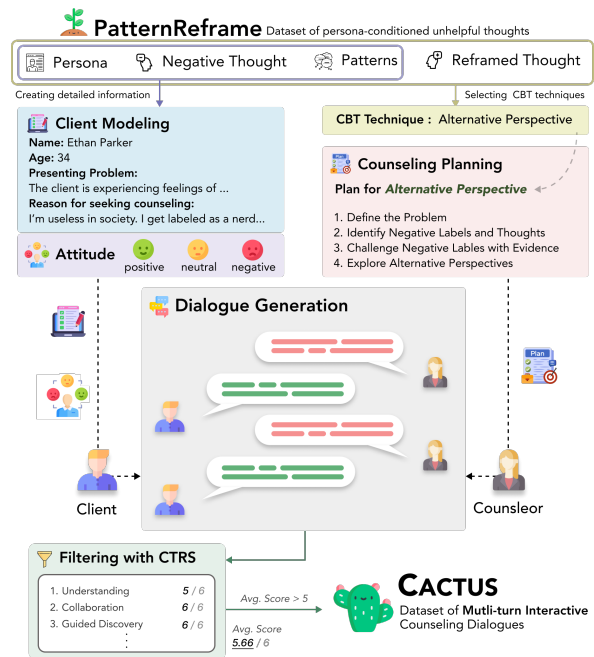 PatternReframe Dataset of persona-conditioned unhelpful thoughts
Persona
Negative Thought
Patterns
Reframed Thought
Creating detailed information
Selecting CBT techniques
Client Modeling
Name: Ethan Parker
Age: 34
Presenting Problem:
The client is experiencing feelings of ...
Reason for seeking counseling:
I'm useless in society. I get labeled as a nerd...
Attitude
positive
neutral
negative
CBT Technique : Alternative Perspective
Counseling Planning
Plan for Alternative Perspective
1. Define the Problem
2. Identify Negative Labels and Thoughts
3. Challenge Negative Lables with Evidence
4. Explore Alternative Perspectives
Dialogue Generation
Plan
Client
Counsleor
Filtering with CTRS
1. Understanding 5 / 6
2. Collaboration 6 / 6
3. Guided Discovery 6 / 6
⋮
Avg. Score > 5
Avg. Score
5.66 / 6
CACTUS
Dataset of Mutli-turn Interactive
Counseling Dialogues